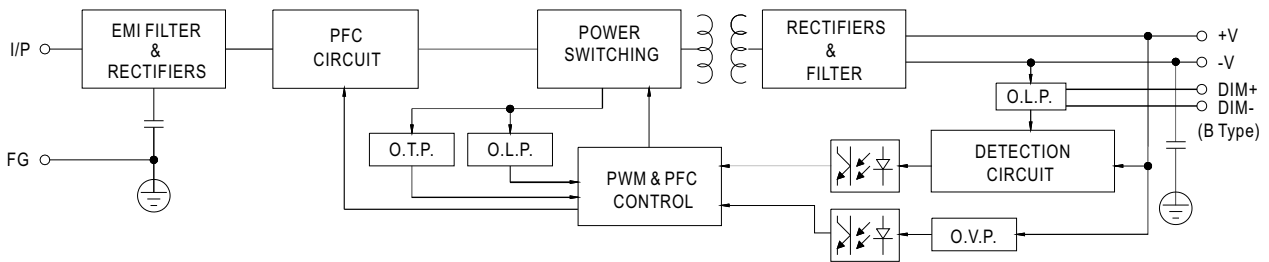 I/P
EMI FILTER
&
RECTIFIERS
PFC
CIRCUIT
POWER
SWITCHING
RECTIFIERS
&
FILTER
+V
-V
DIM+
DIM-
(B Type)
O.L.P.
FG
O.T.P.
O.L.P.
PWM & PFC
CONTROL
DETECTION
CIRCUIT
O.V.P.